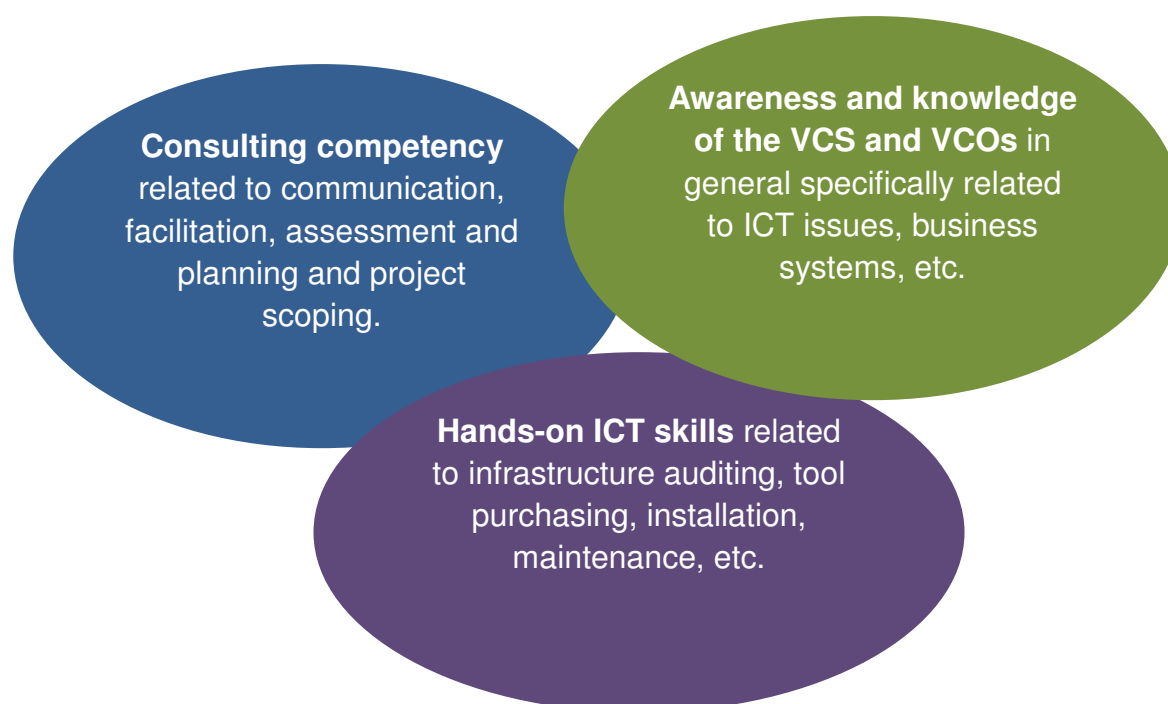 Consulting competency
related to communication,
facilitation, assessment and
planning and project
scoping.
Awareness and knowledge
of the VCS and VCOs in
general specifically related
to ICT issues, business
systems, etc.
Hands-on ICT skills related
to infrastructure auditing, tool
purchasing, installation,
maintenance, etc.